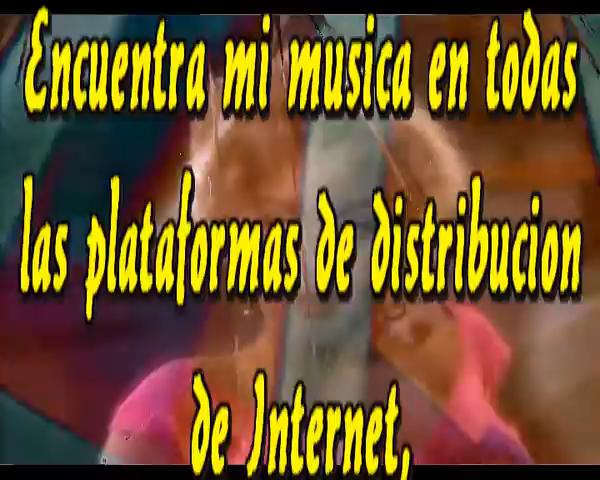 Encuentra mi musica en todas
las plataformas de distribucion
de Internet,